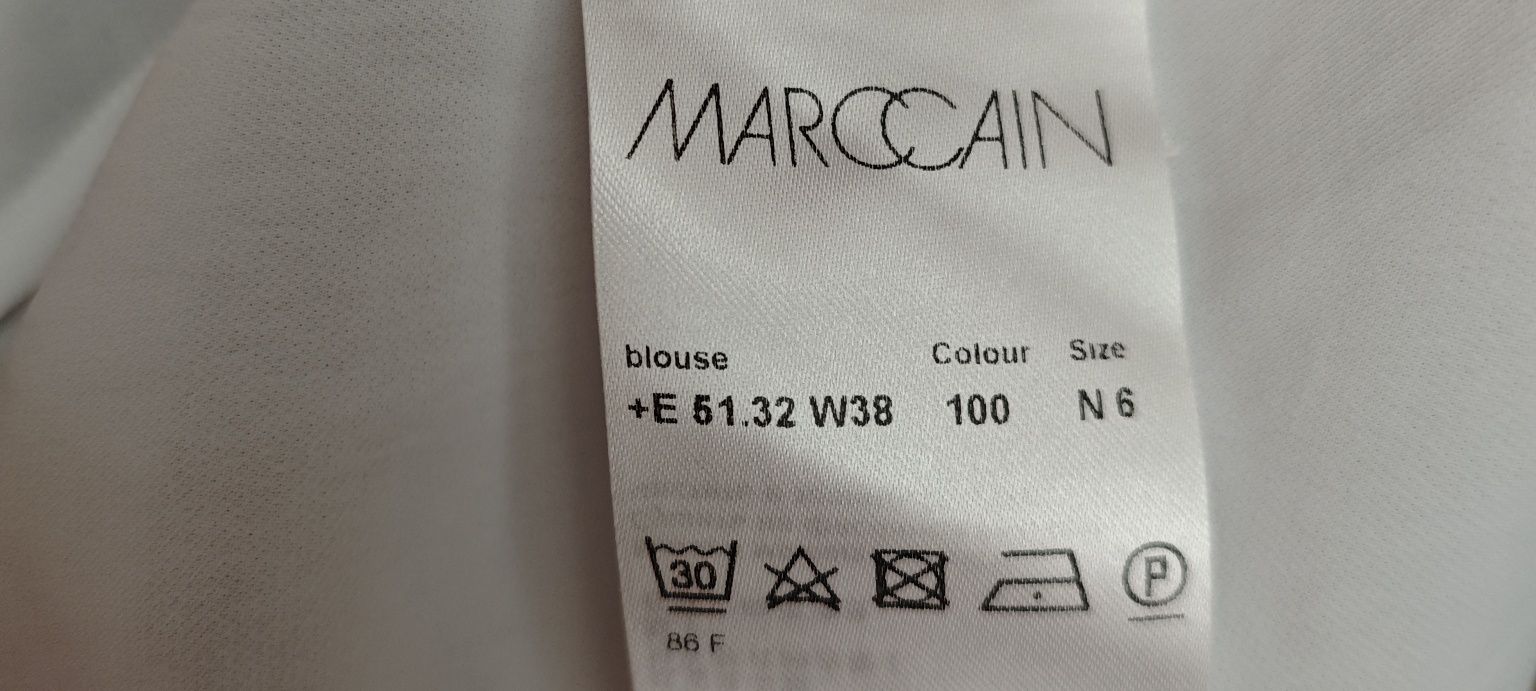 MARCCAIN
blouse Colour Size
+E 51.32 W38 100 N 6
30 P
86 F